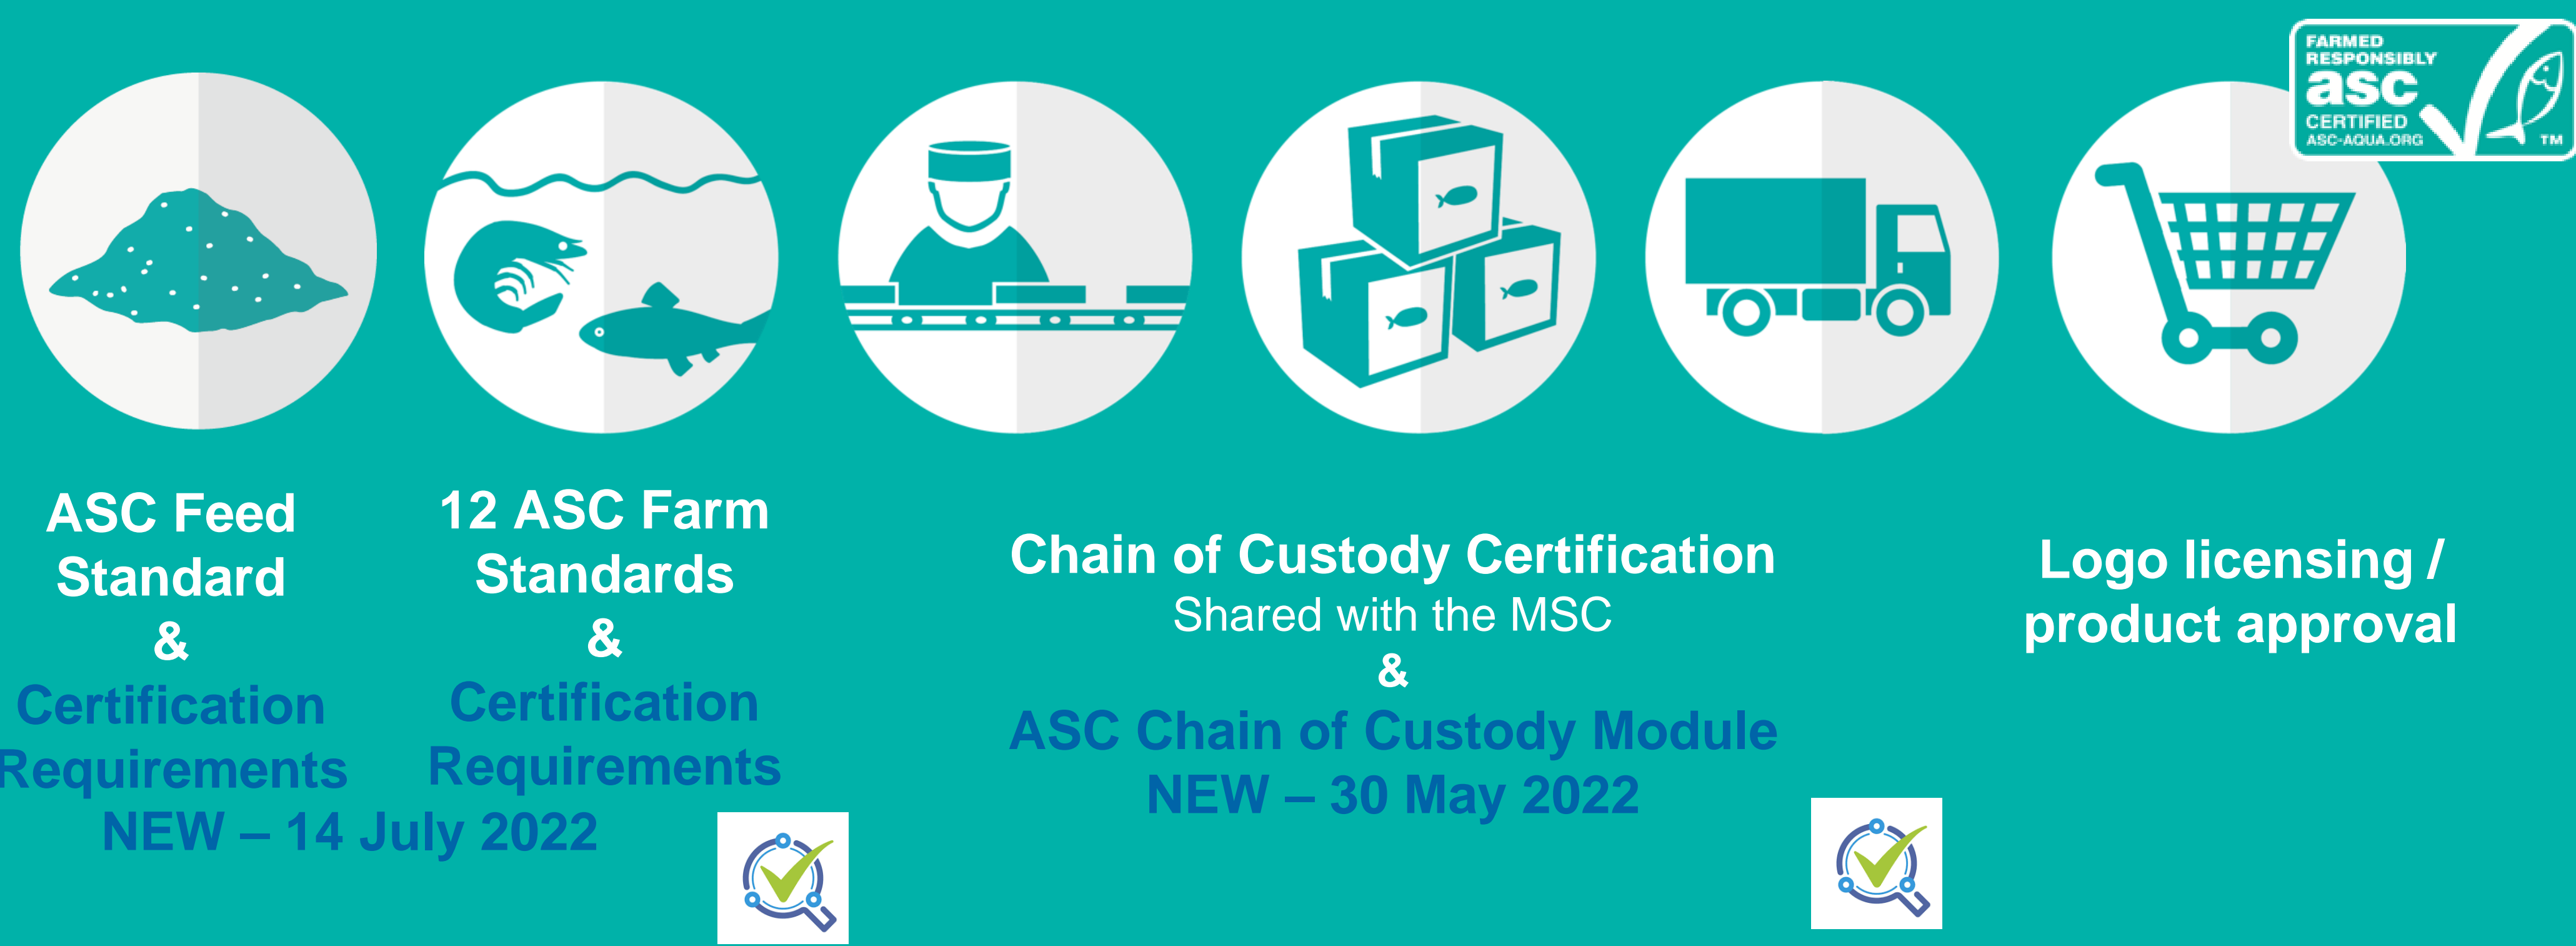 FARMED
RESPONSIBLY
asc
CERTIFIED
ASC-AQUA.ORG
TM
ASC Feed
Standard
&
Certification
Requirements
12 ASC Farm
Standards
&
Certification
Requirements
NEW – 14 July 2022
Chain of Custody Certification
Shared with the MSC
&
ASC Chain of Custody Module
NEW – 30 May 2022
Logo licensing /
product approval